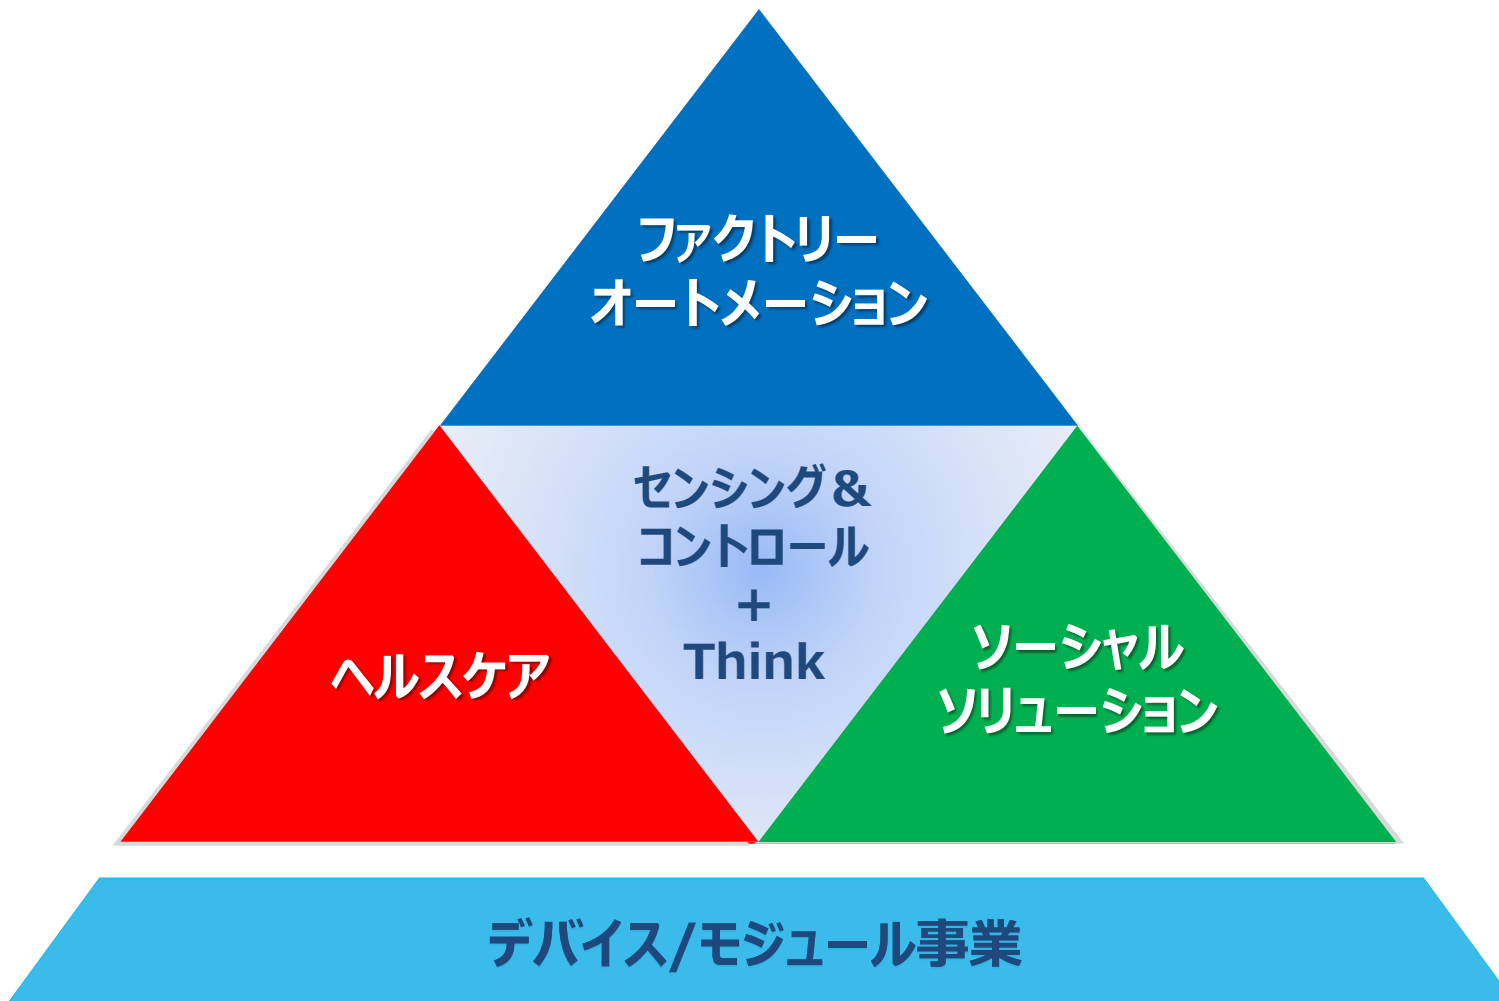 ファクトリー
オートメーション
センシング＆
コントロール
＋
Think
ヘルスケア
ソーシャル
ソリューション
デバイス/モジュール事業